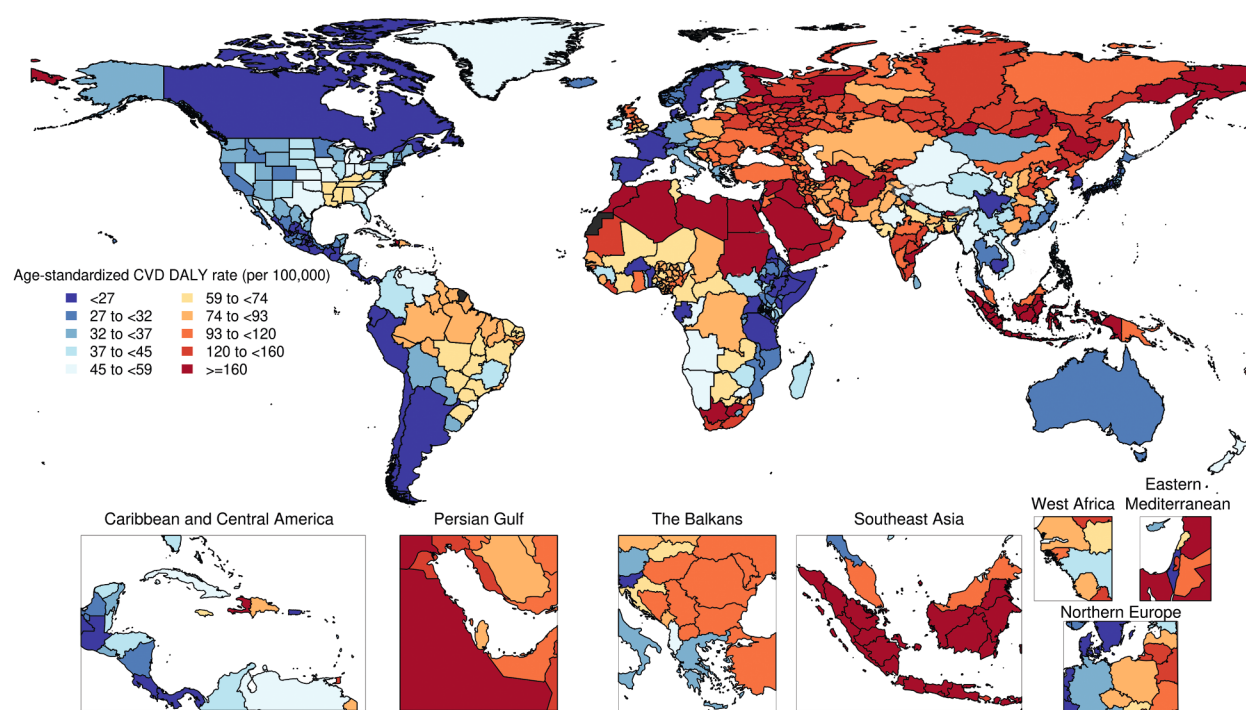 Age-standardized CVD DALY rate (per 100,000)
<27
27 to <32
32 to <37
37 to <45
45 to <59
59 to <74
74 to <93
93 to <120
120 to <160
>=160
Caribbean and Central America
Persian Gulf
The Balkans
Southeast Asia
West Africa
Eastern
Mediterranean
Northern Europe